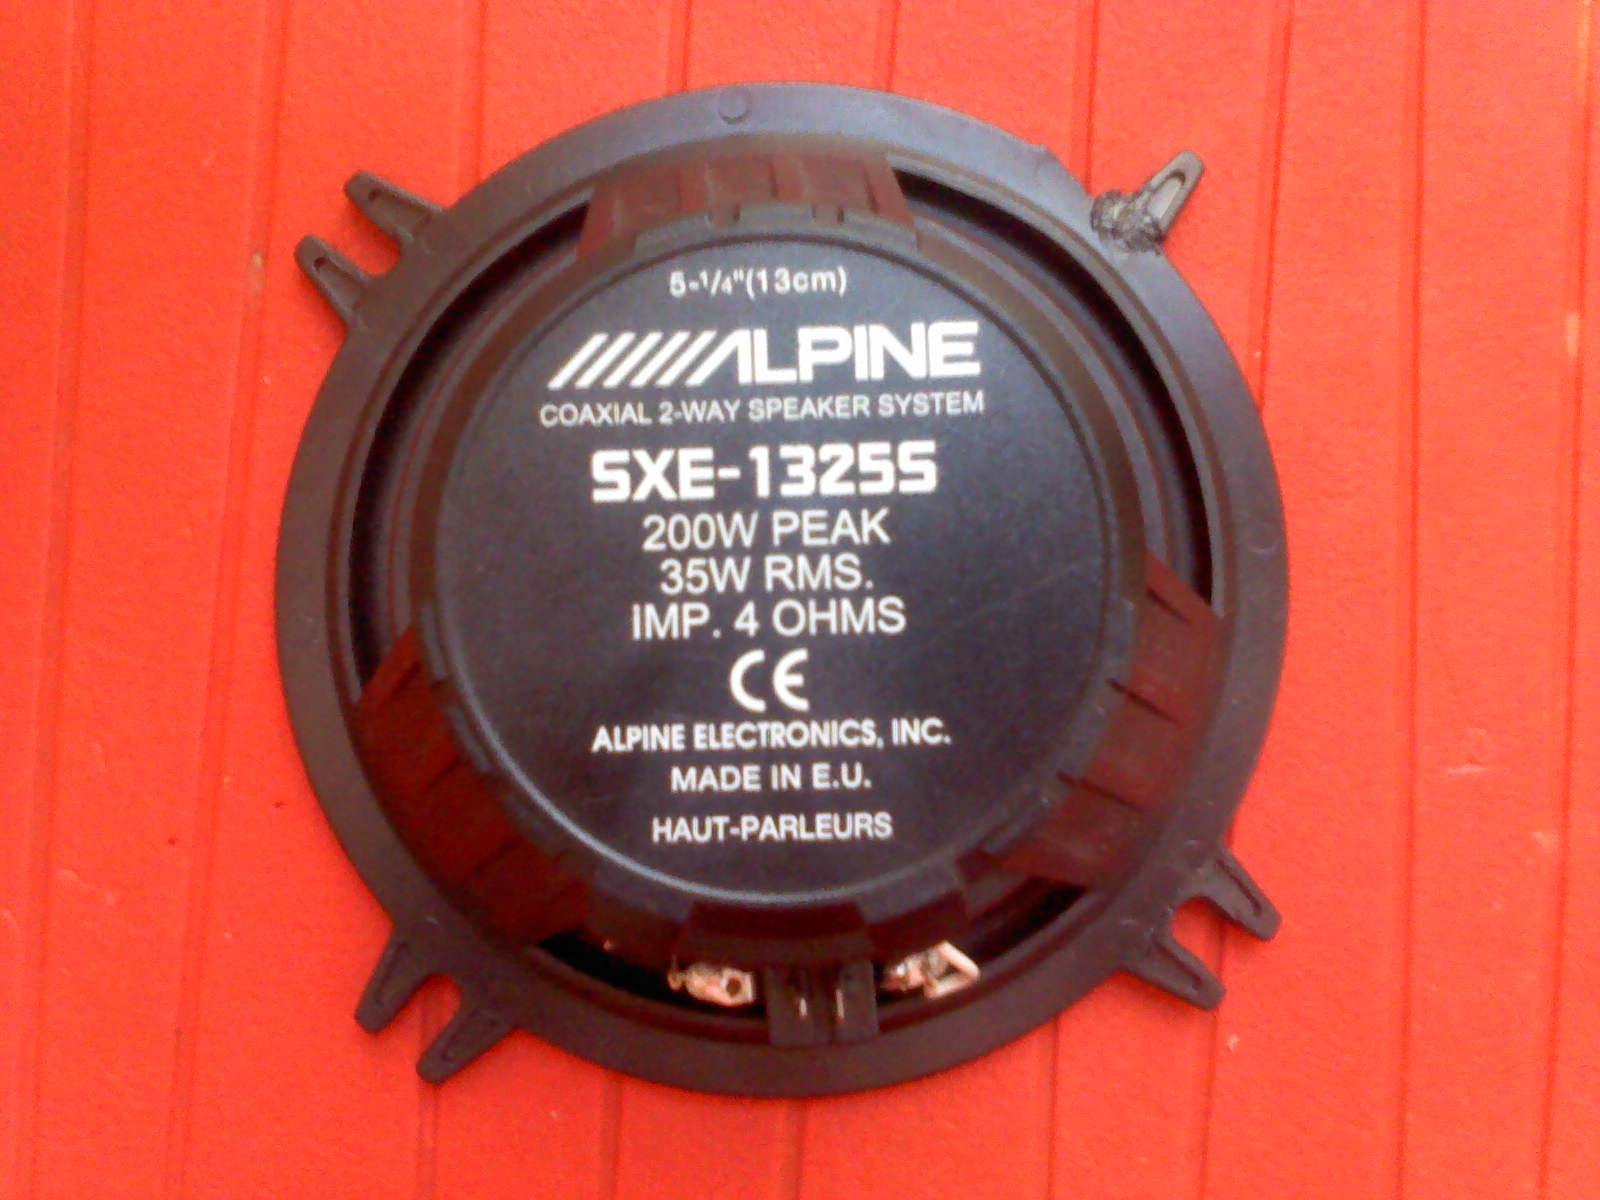 5-1/4"(13cm)
ALPINE
COAXIAL 2-WAY SPEAKER SYSTEM
SXE-1325S
200W PEAK
35W RMS.
IMP. 4 OHMS
CE
ALPINE ELECTRONICS, INC.
MADE IN E.U.
HAUT-PARLEURS